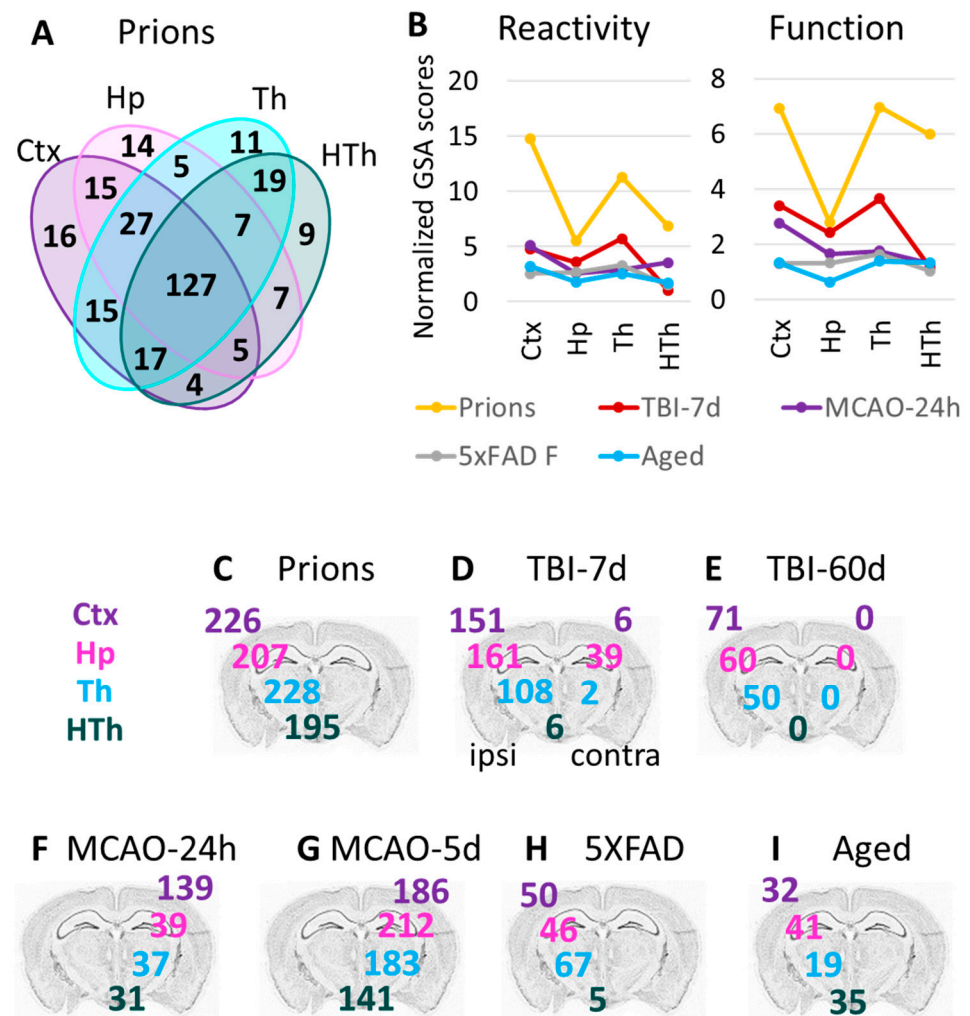 A Prions
Hp Th
Ctx HTh
14 11
15 5 19
16 27 7 9
127 7
15 5
17 4
B Reactivity Function
Normalized GSA scores
20
15
10
5
0
8
6
4
2
0
Ctx Hp Th HTh
Ctx Hp Th HTh
Prions TBI-7d MCAO-24h
5xFAD F Aged
C Prions D TBI-7d E TBI-60d
Ctx 226 151 6 71 0
Hp 207 161 39 60 0
Th 228 108 2 50 0
HTh 195 6 0
ipsi contra
F MCAO-24h G MCAO-5d H 5XFAD I Aged
139 186 50 32
39 212 46 41
37 183 67 19
31 141 5 35